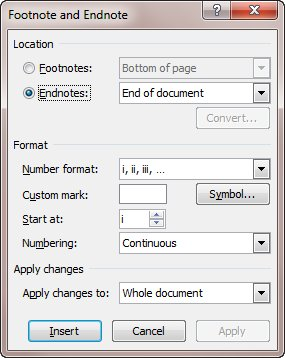 Footnote and Endnote
Location
Footnotes: Bottom of page
Endnotes: End of document
Convert...
Format
Number format: i, ii, iii, ...
Custom mark: Symbol...
Start at: i
Numbering: Continuous
Apply changes
Apply changes to: Whole document
Insert Cancel Apply